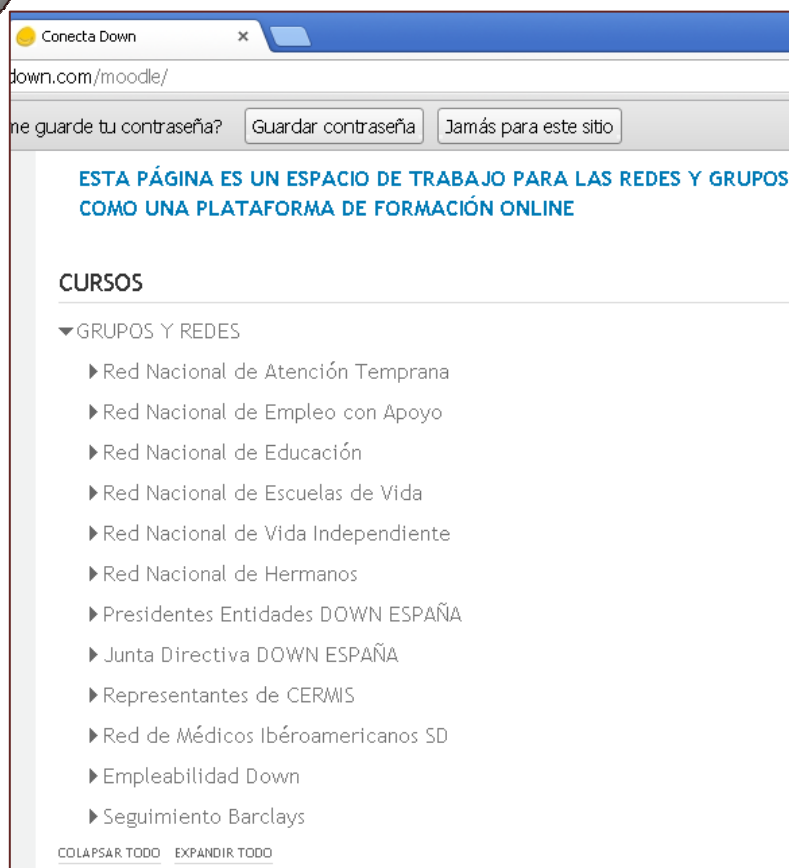 Conecta Down
down.com/moodle/
me guarde tu contraseña? Guardar contraseña Jamás para este sitio
ESTA PÁGINA ES UN ESPACIO DE TRABAJO PARA LAS REDES Y GRUPOS
COMO UNA PLATAFORMA DE FORMACIÓN ONLINE
CURSOS
GRUPOS Y REDES
Red Nacional de Atención Temprana
Red Nacional de Empleo con Apoyo
Red Nacional de Educación
Red Nacional de Escuelas de Vida
Red Nacional de Vida Independiente
Red Nacional de Hermanos
Presidentes Entidades DOWN ESPAÑA
Junta Directiva DOWN ESPAÑA
Representantes de CERMIS
Red de Médicos Ibéroamericanos SD
Empleabilidad Down
Seguimiento Barclays
COLAPSAR TODO EXPANDIR TODO